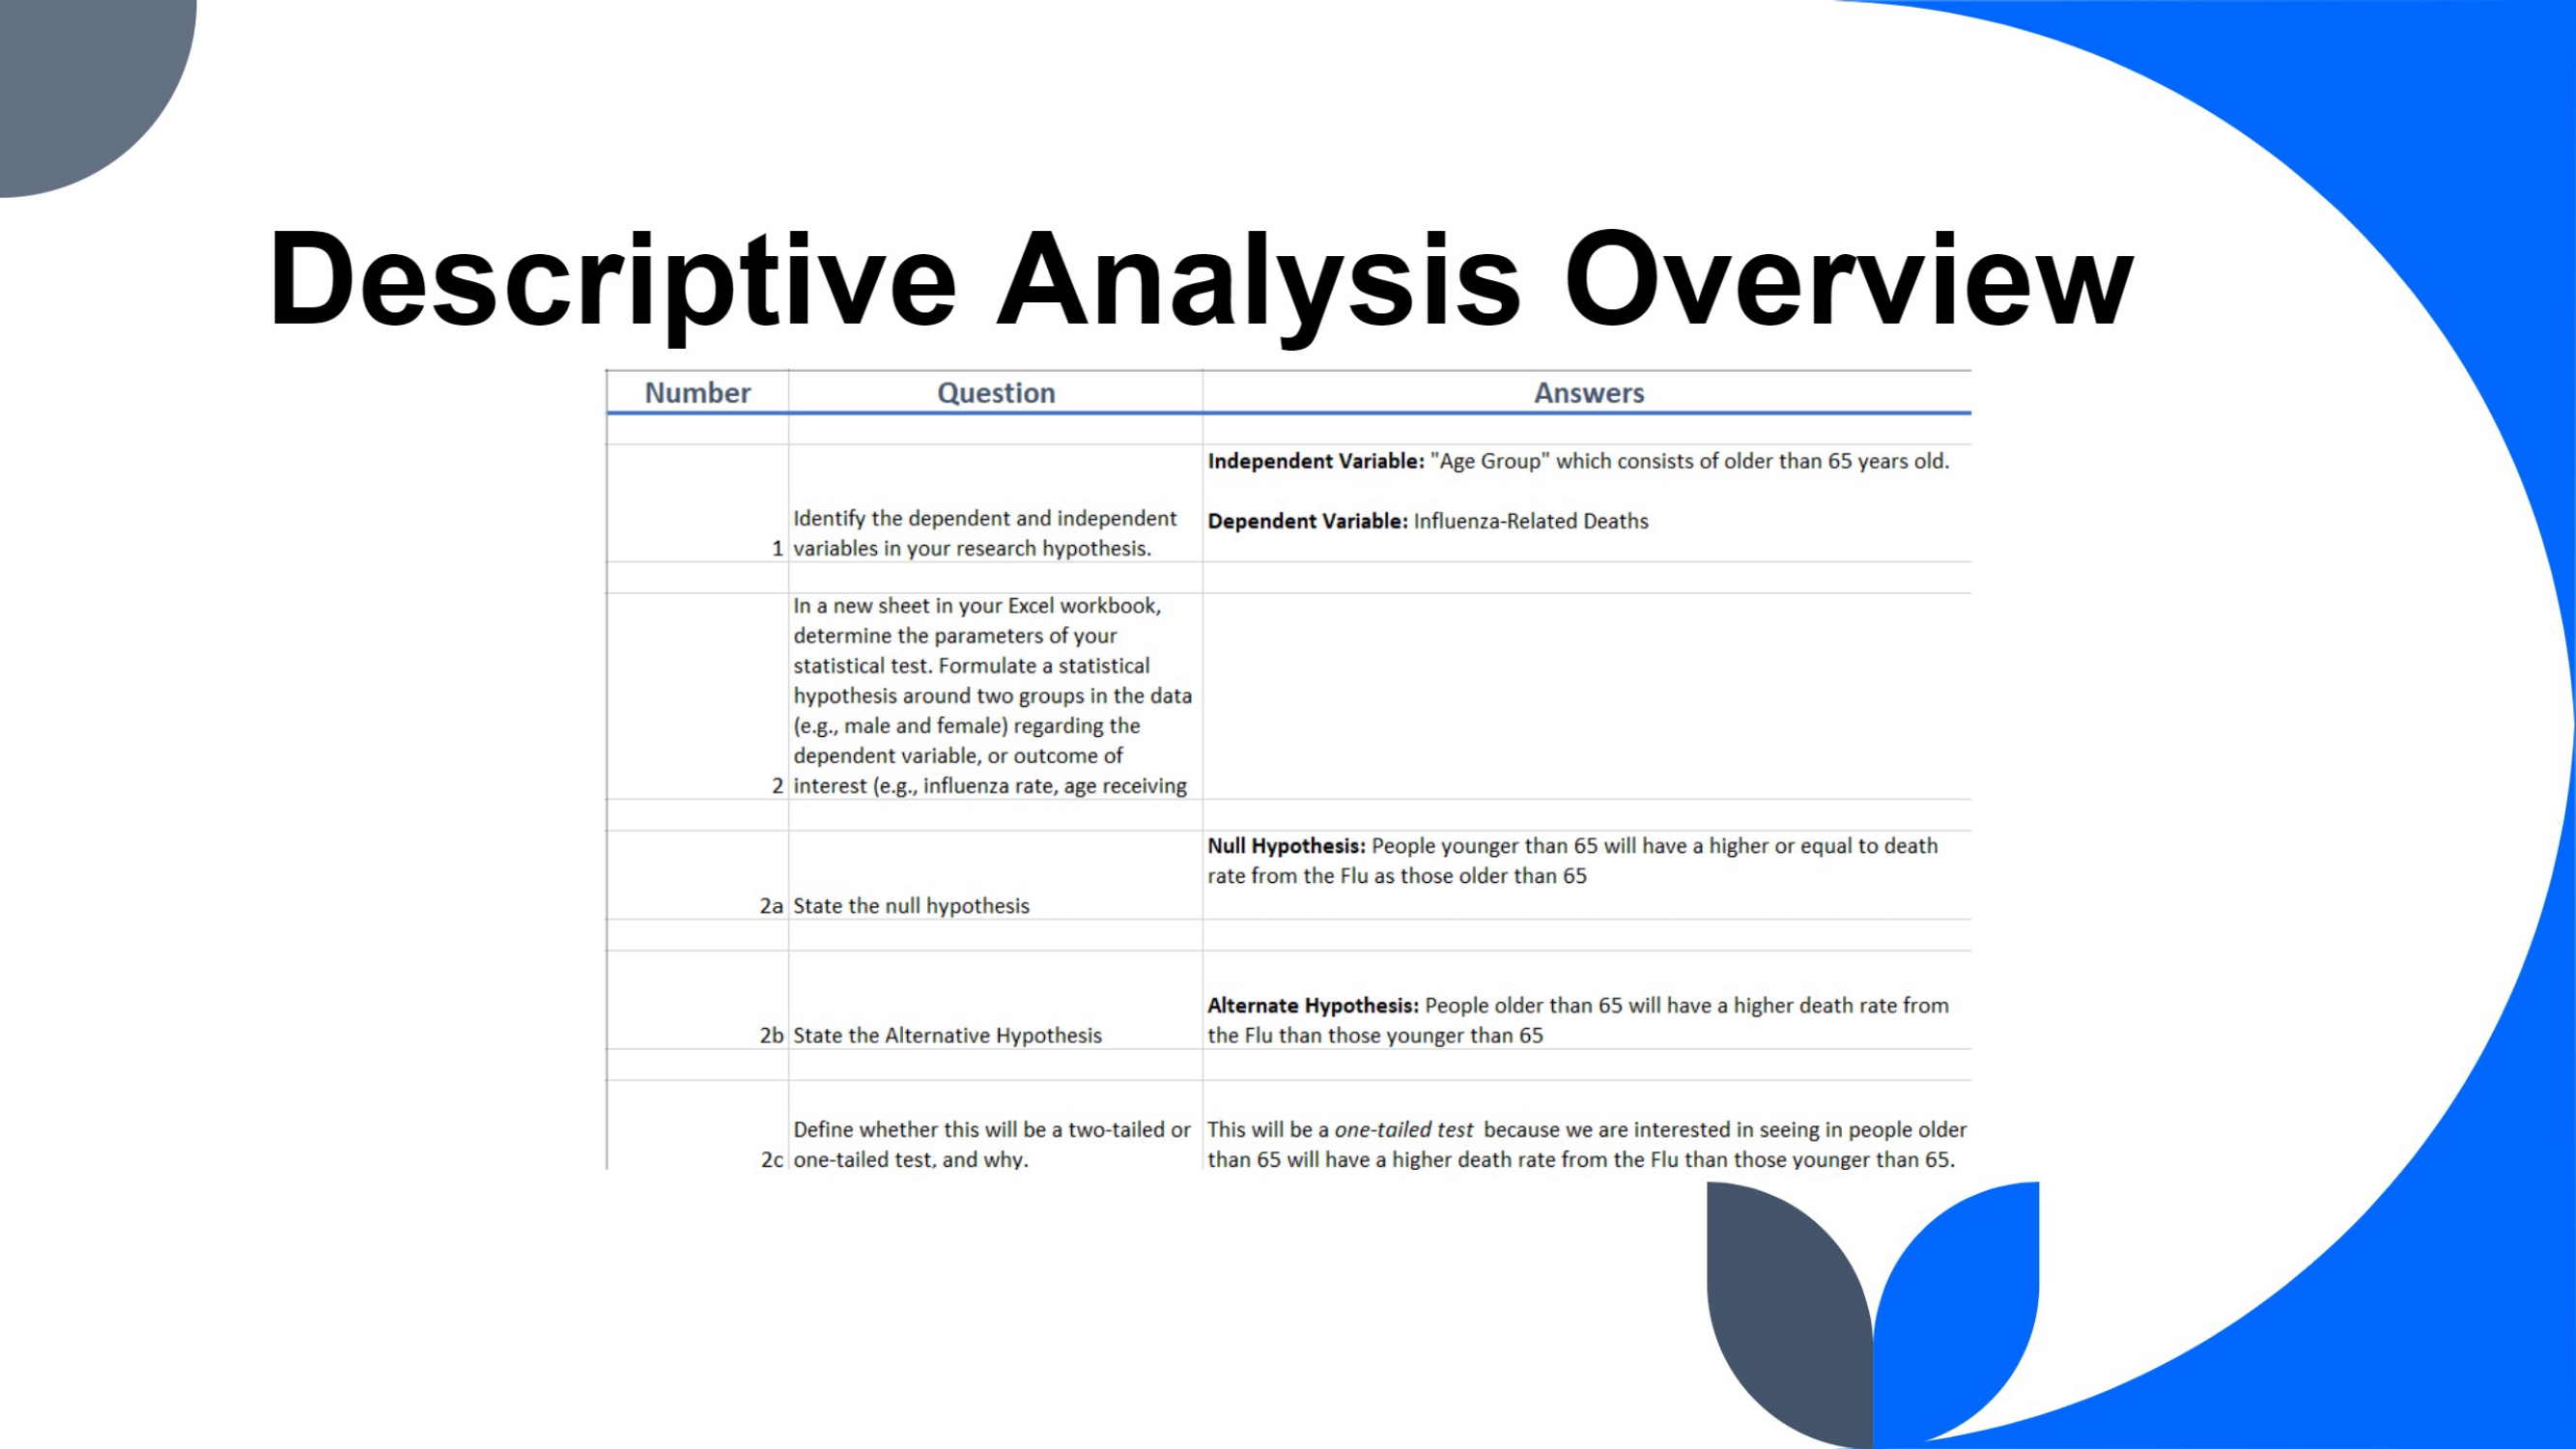 Descriptive Analysis Overview
Number Question Answers
Independent Variable: "Age Group" which consists of older than 65 years old.
Dependent Variable: Influenza-Related Deaths
Identify the dependent and independent
1 variables in your research hypothesis.
In a new sheet in your Excel workbook,
determine the parameters of your
statistical test. Formulate a statistical
hypothesis around two groups in the data
(e.g., male and female) regarding the
dependent variable, or outcome of
2 interest (e.g., influenza rate, age receiving
Null Hypothesis: People younger than 65 will have a higher or equal to death
rate from the Flu as those older than 65
2a State the null hypothesis
Alternate Hypothesis: People older than 65 will have a higher death rate from
the Flu than those younger than 65
2b State the Alternative Hypothesis
Define whether this will be a two-tailed or
2c one-tailed test, and why.
This will be a one-tailed test because we are interested in seeing in people older
than 65 will have a higher death rate from the Flu than those younger than 65.